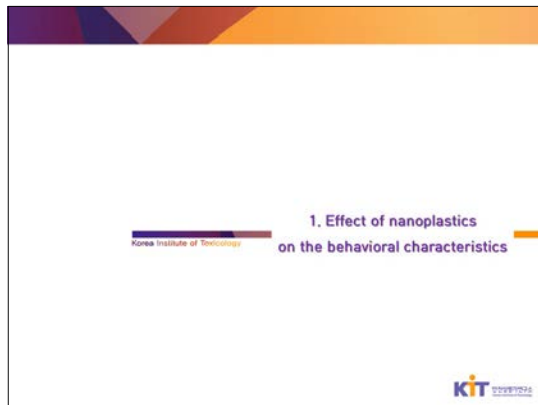 1. Effect of nanoplastics
on the behavioral characteristics
Korea Institute of Toxicology
KIT